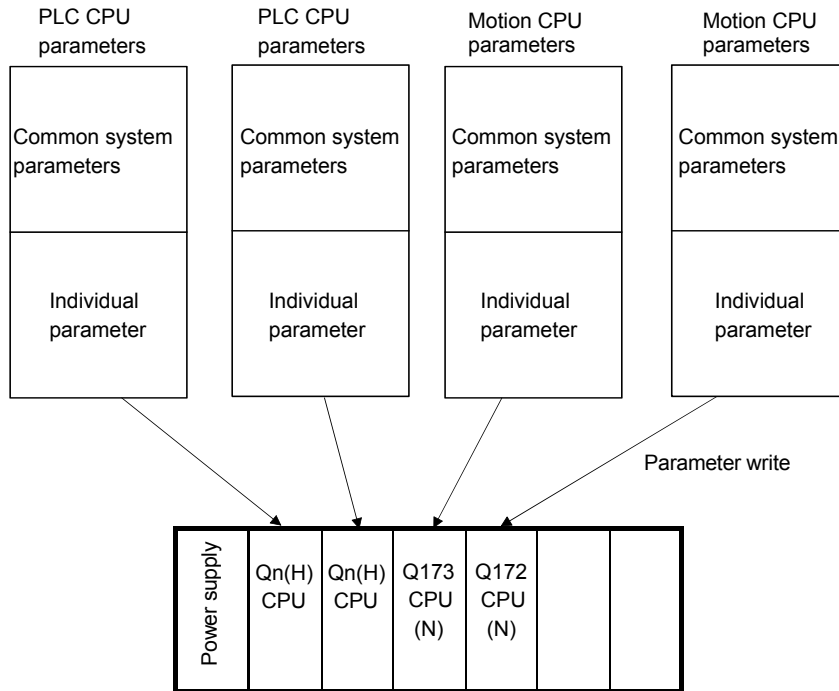 PLC CPU
parameters
PLC CPU
parameters
Motion CPU
parameters
Motion CPU
parameters
Common system
parameters
Common system
parameters
Common system
parameters
Common system
parameters
Individual
parameter
Individual
parameter
Individual
parameter
Individual
parameter
Parameter write
Power supply
Qn(H)
CPU
Qn(H)
CPU
Q173
CPU
(N)
Q172
CPU
(N)